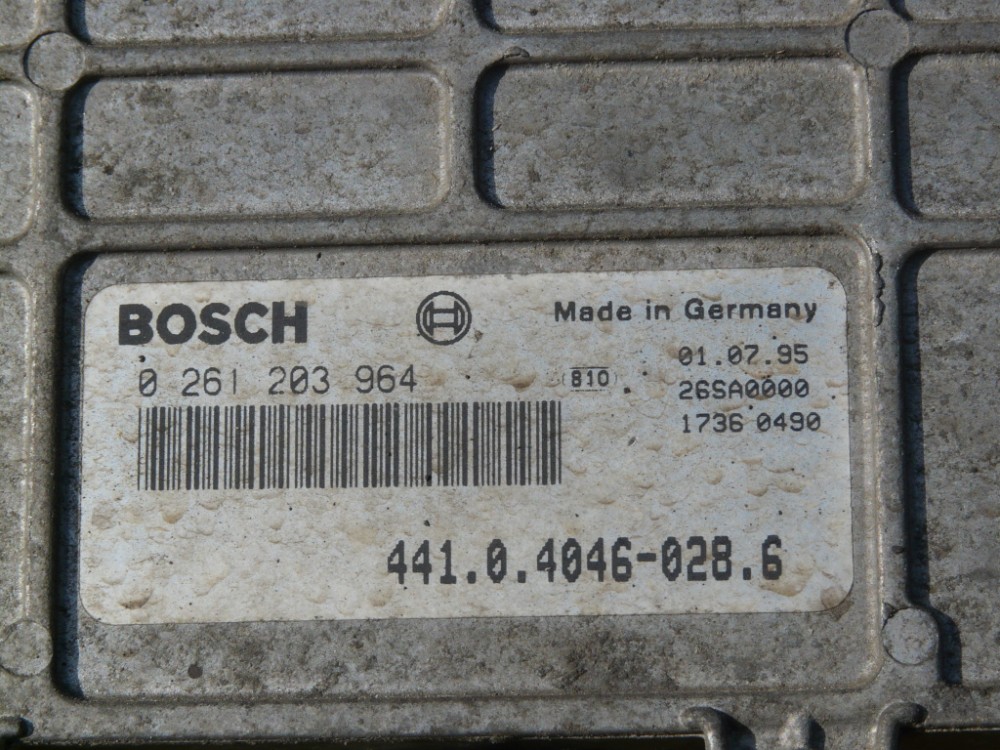 BOSCH
Made in Germany
0 261 203 964
810
01.07.95
26SA0000
1736 0490
441.0.4046-028.6